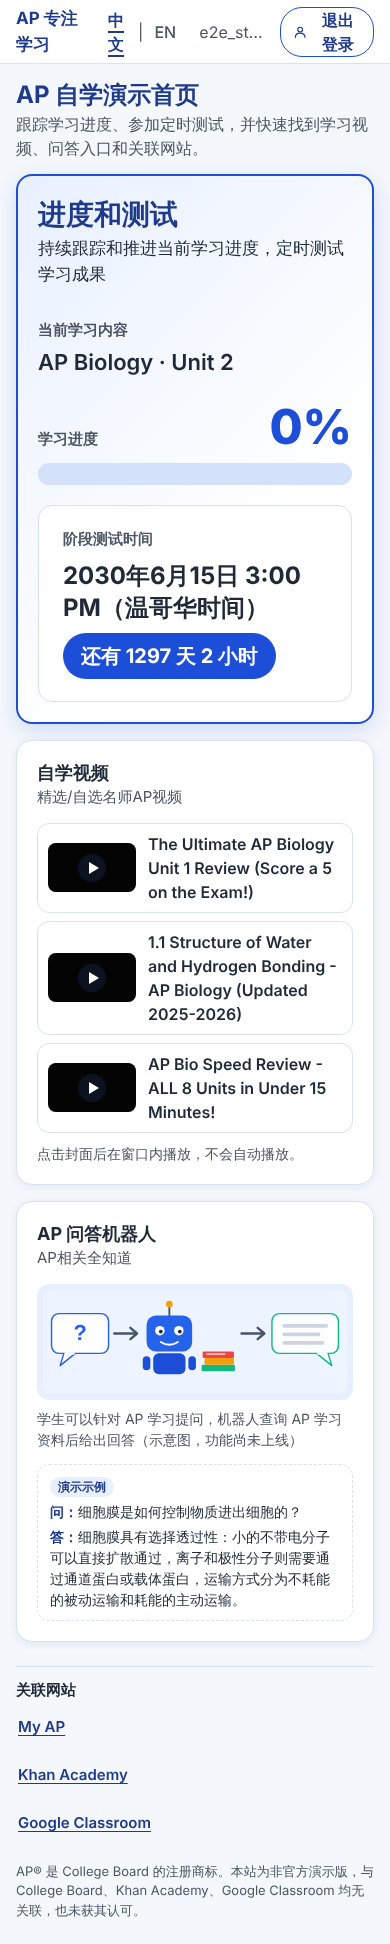 AP 专注
学习
中
文
|
EN
e2e_st...
退出
登录
AP 自学演示首页
跟踪学习进度、参加定时测试，并快速找到学习视
频、问答入口和关联网站。
进度和测试
持续跟踪和推进当前学习进度，定时测试
学习成果
当前学习内容
AP Biology · Unit 2
学习进度
0%
阶段测试时间
2030年6月15日 3:00
PM（温哥华时间）
还有 1297 天 2 小时
自学视频
精选/自选名师AP视频
The Ultimate AP Biology
Unit 1 Review (Score a 5
on the Exam!)
1.1 Structure of Water
and Hydrogen Bonding -
AP Biology (Updated
2025-2026)
AP Bio Speed Review -
ALL 8 Units in Under 15
Minutes!
点击封面后在窗口内播放，不会自动播放。
AP 问答机器人
AP相关全知道
?
学生可以针对 AP 学习提问，机器人查询 AP 学习
资料后给出回答（示意图，功能尚未上线）
演示示例
问：细胞膜是如何控制物质进出细胞的？
答：细胞膜具有选择透过性：小的不带电分子
可以直接扩散通过，离子和极性分子则需要通
过通道蛋白或载体蛋白，运输方式分为不耗能
的被动运输和耗能的主动运输。
关联网站
My AP
Khan Academy
Google Classroom
AP® 是 College Board 的注册商标。本站为非官方演示版，与
College Board、Khan Academy、Google Classroom 均无
关联，也未获其认可。